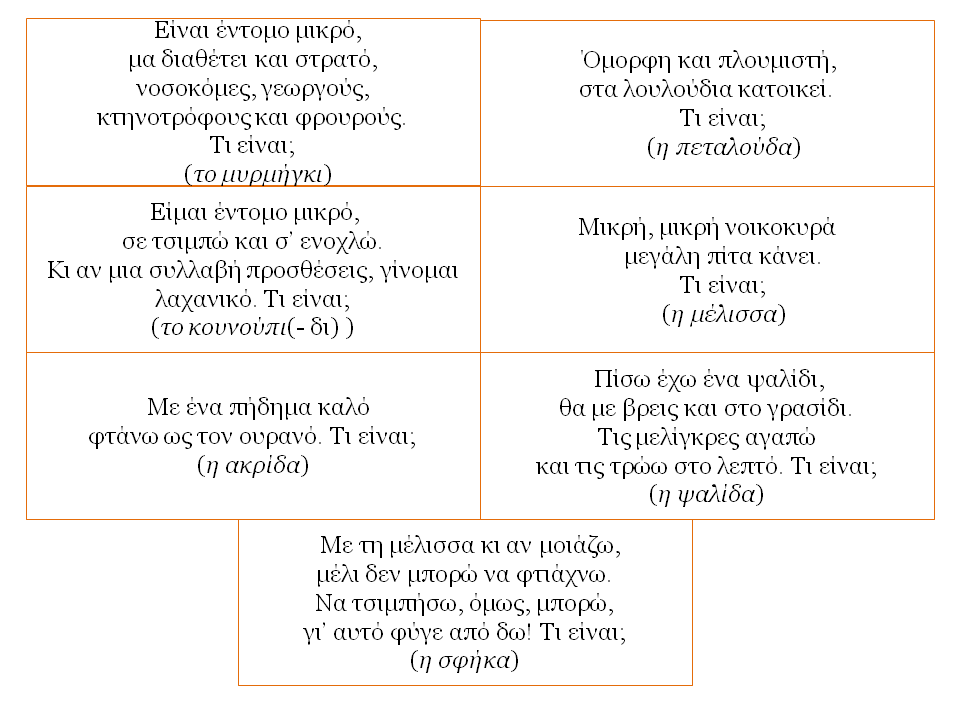 Είναι έντομο μικρό,
μα διαθέτει και στρατό,
νοσοκόμες, γεωργούς,
κτηνοτρόφους και φρουρούς.
Τι είναι;
(το μυρμήγκι)
Όμορφη και πλουμιστή,
στα λουλούδια κατοικεί.
Τι είναι;
(η πεταλούδα)
Είμαι έντομο μικρό,
σε τσιμπώ και σ' ενοχλώ.
Κι αν μια συλλαβή προσθέσεις, γίνομαι
λαχανικό. Τι είναι;
(το κουνούπι(- δι) )
Μικρή, μικρή νοικοκυρά
μεγάλη πίτα κάνει.
Τι είναι;
(η μέλισσα)
Με ένα πήδημα καλό
φτάνω ως τον ουρανό. Τι είναι;
(η ακρίδα)
Πίσω έχω ένα ψαλίδι,
θα με βρεις και στο γρασίδι.
Τις μελίγκρες αγαπώ
και τις τρώω στο λεπτό. Τι είναι;
(η ψαλίδα)
Με τη μέλισσα κι αν μοιάζω,
μέλι δεν μπορώ να φτιάχνω.
Να τσιμπήσω, όμως, μπορώ,
γι' αυτό φύγε από δω! Τι είναι;
(η σφήκα)